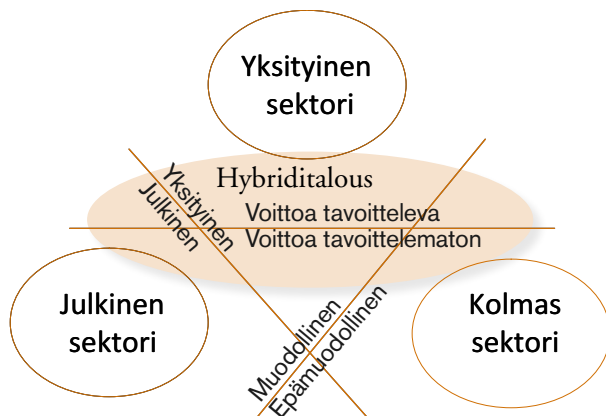 Yksityinen
sektori
Hybriditalous
Yksityinen
Julkinen
Voittoa tavoitteleva
Voittoa tavoittelematon
Julkinen
sektori
Muodollinen
Epämuodollinen
Kolmas
sektori